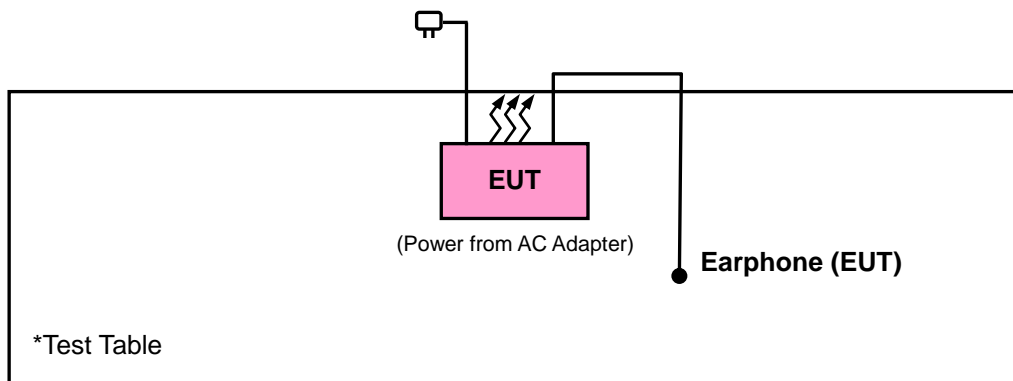 EUT
(Power from AC Adapter)
Earphone (EUT)
*Test Table